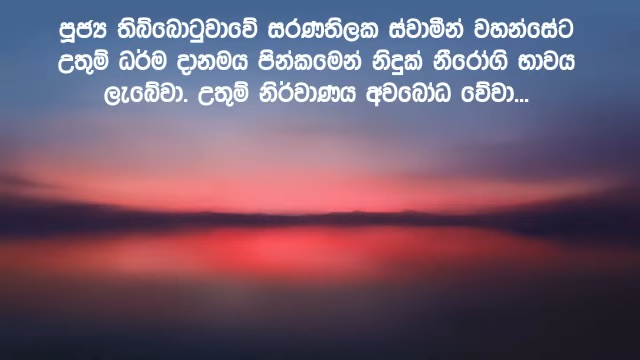 පූජ්‍ය තිබ්බොටුවාවේ සරණතිලක ස්වාමීන් වහන්සේට
උතුම් ධර්ම දානමය පින්කමෙන් නිදුක් නීරෝගි භාවය
ලැබේවා. උතුම් නිර්වාණය අවබෝධ වේවා...